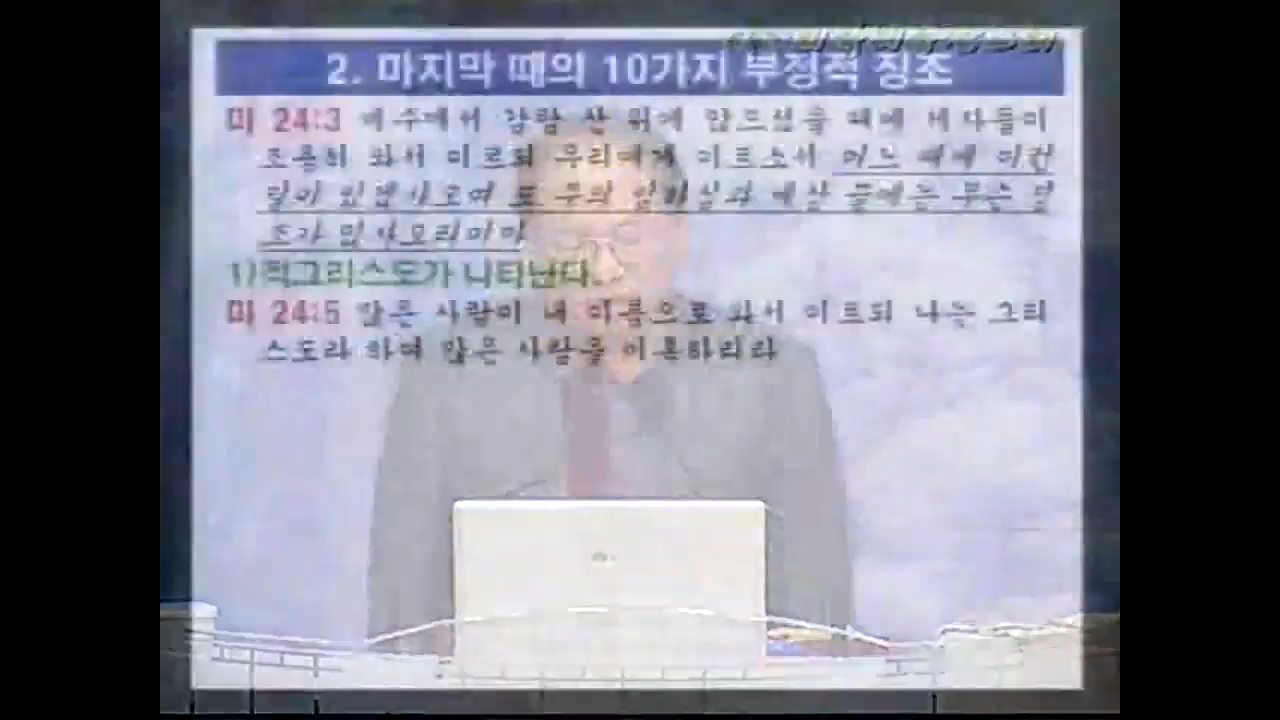 2. 마지막 때의 10가지 부정적 징조
마 24:3 예수께서 감람 산 위에 앉으셨을 때에 제자들이
조용히 와서 이르되 우리에게 이르소서 어느 때에 이런
일이 있겠사오며 또 주의 임하심과 세상 끝에는 무슨 징
조가 있사오리이까
1)적그리스도가 나타난다.
마 24:5 많은 사람이 내 이름으로 와서 이르되 나는 그리
스도라 하여 많은 사람을 미혹하리라